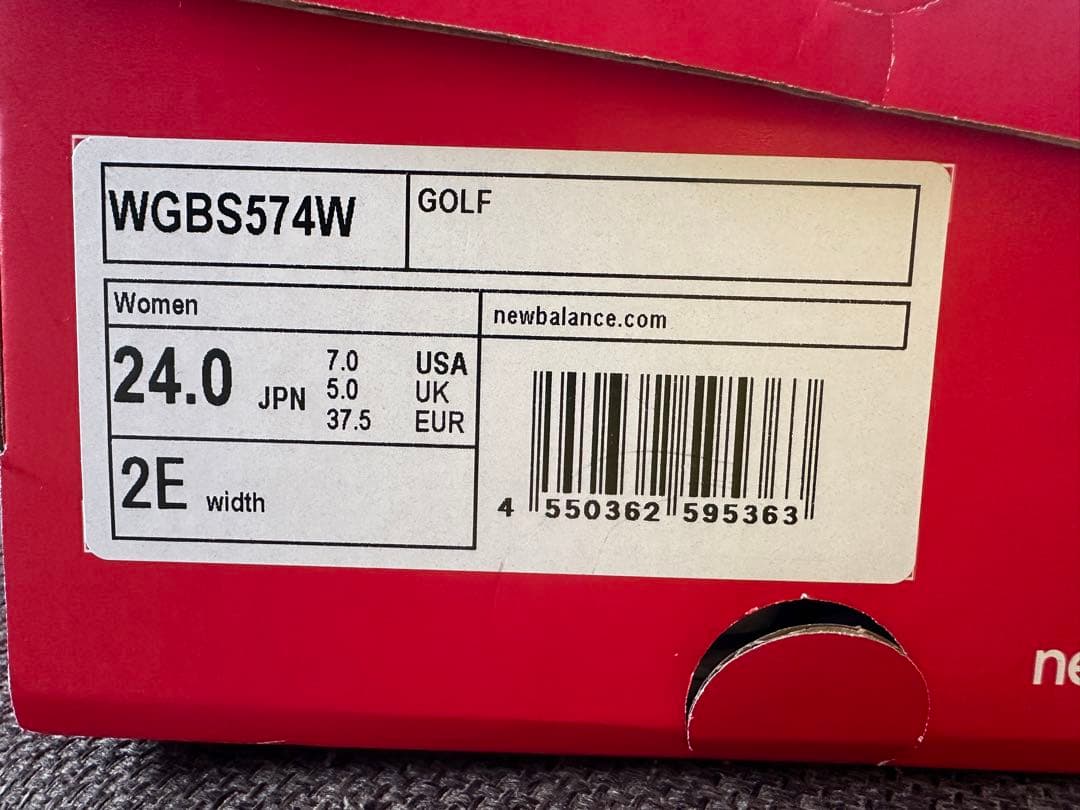 WGBS574W
GOLF
Women
newbalance.com
24.0 JPN
7.0 USA
5.0 UK
37.5 EUR
2E width
4 550362 595363
ne